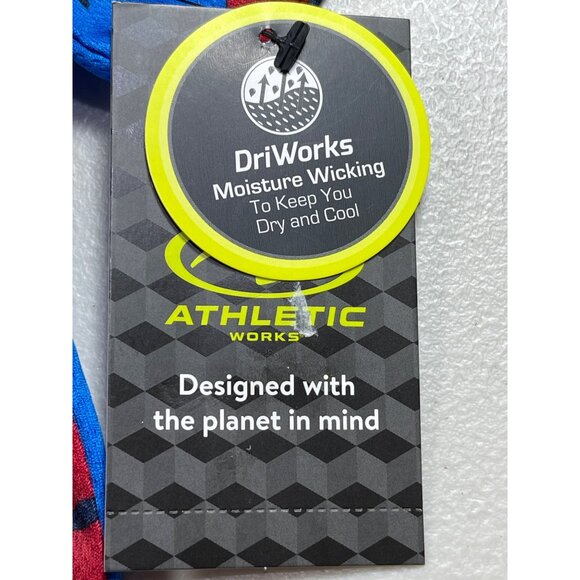 DriWorks
Moisture Wicking
To Keep You
Dry and Cool
ATHLETIC
WORKS
Designed with
the planet in mind